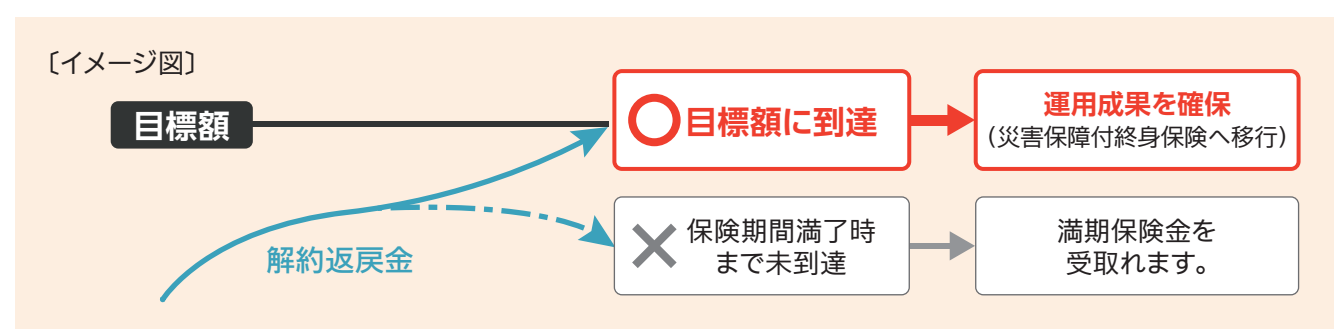 〔イメージ図〕
目標額
目標額に到達
運用成果を確保
（災害保障付終身保険へ移行）
解約返戻金
保険期間満了時
まで未到達
満期保険金を
受取れます。